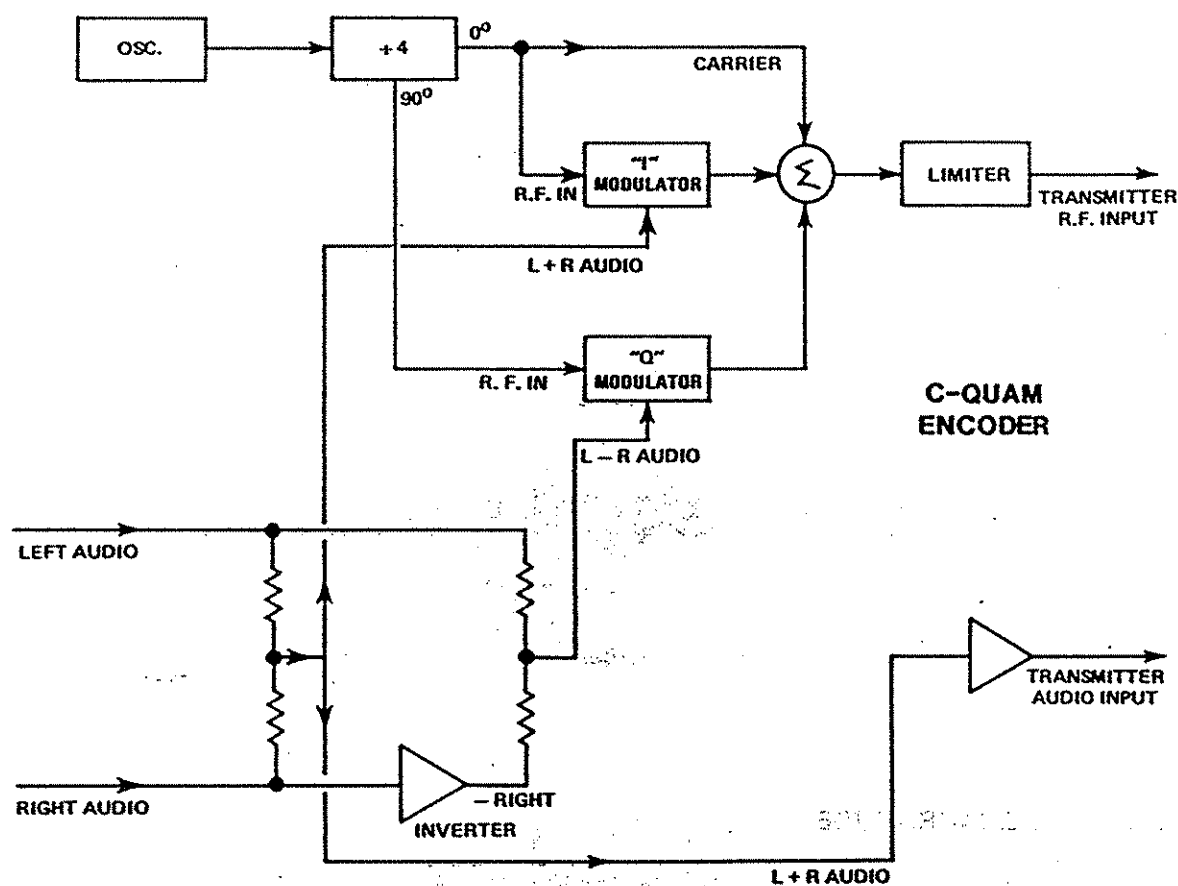 OSC.
÷4
0°
90°
CARRIER
"I"
MODULATOR
R.F. IN
Σ
LIMITER
TRANSMITTER
R.F. INPUT
L + R AUDIO
"Q"
MODULATOR
R. F. IN
C-QUAM
ENCODER
L – R AUDIO
LEFT AUDIO
TRANSMITTER
AUDIO INPUT
RIGHT AUDIO
– RIGHT
INVERTER
L + R AUDIO